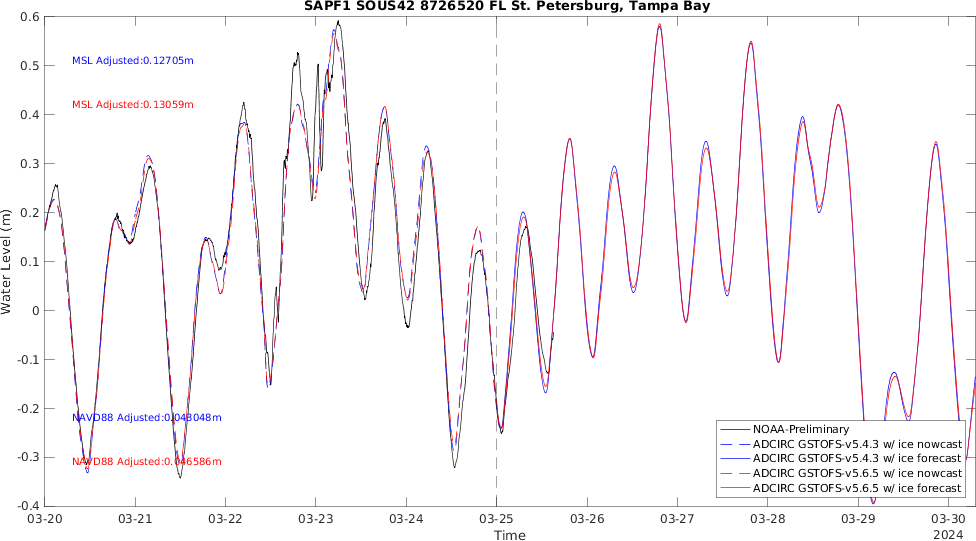 SAPF1 SOUS42 8726520 FL St. Petersburg, Tampa Bay
0.6
0.5
0.4
0.3
0.2
0.1
0
-0.1
-0.2
-0.3
-0.4
Water Level (m)
MSL Adjusted:0.12705m
MSL Adjusted:0.13059m
NAVD88 Adjusted:0.043048m
NAVD88 Adjusted:0.046586m
NOAA-Preliminary
ADCIRC GSTOFS-v5.4.3 w/ ice nowcast
ADCIRC GSTOFS-v5.4.3 w/ ice forecast
ADCIRC GSTOFS-v5.6.5 w/ ice nowcast
ADCIRC GSTOFS-v5.6.5 w/ ice forecast
03-20 03-21 03-22 03-23 03-24 03-25 03-26 03-27 03-28 03-29 03-30
2024
Time